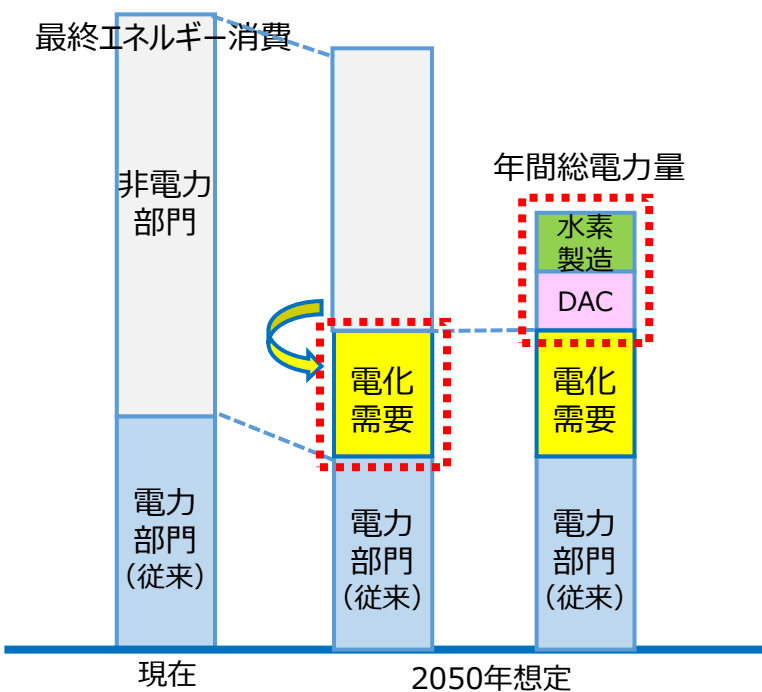 最終エネルギー消費
非電力
部門
電力
部門
（従来）
現在
電化
需要
電力
部門
（従来）
年間総電力量
水素
製造
DAC
電化
需要
電力
部門
（従来）
2050年想定